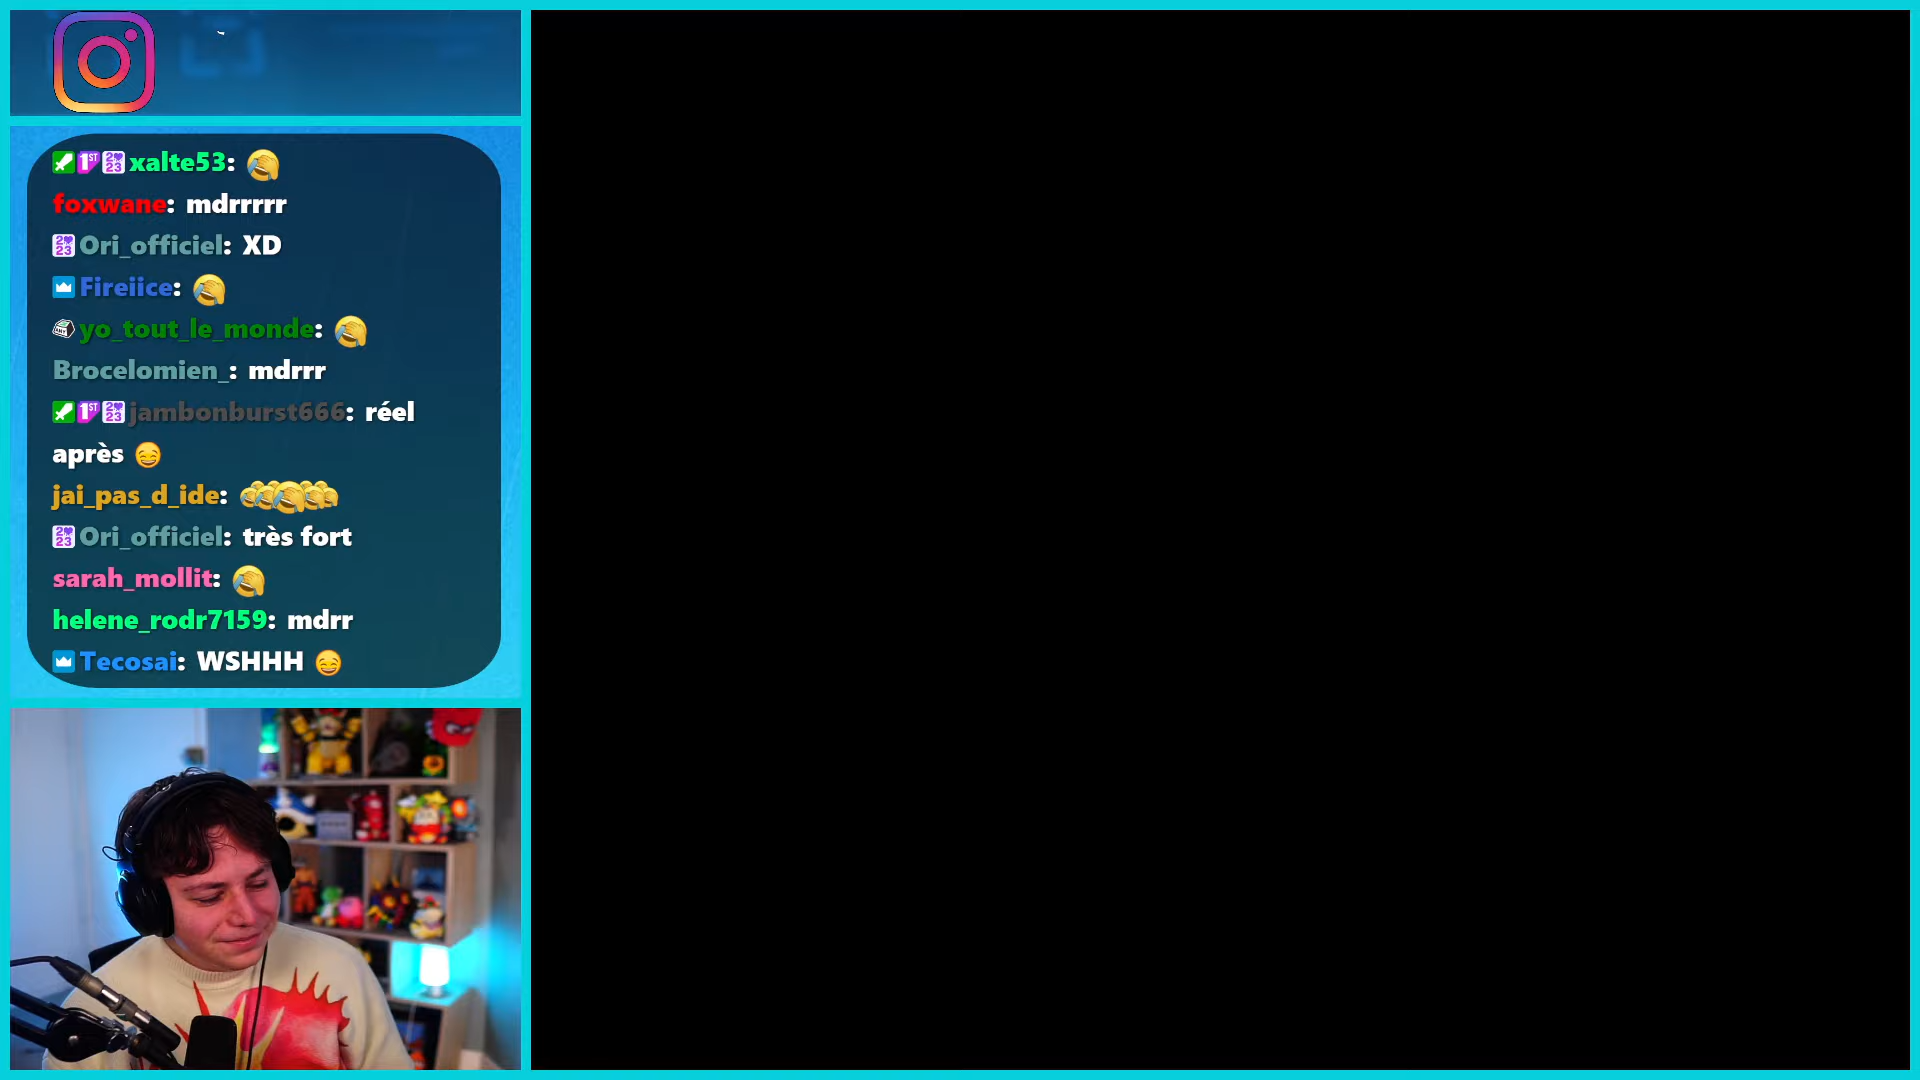 xalte53:
foxwane: mdrrrrr
Ori_officiel: XD
Fireiice:
yo_tout_le_monde:
Brocelomien_: mdrrr
jambonburst666: réel
après
jai_pas_d_ide:
Ori_officiel: très fort
sarah_mollit:
helene_rodr7159: mdrr
Tecosai: WSHHH